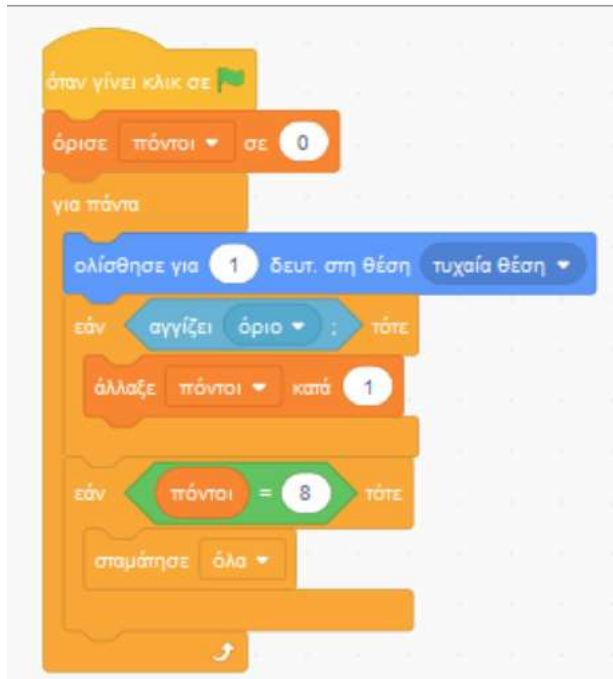 όταν γίνει κλικ σε
όρισε πόντοι σε 0
για πάντα
ολίσθησε για 1 δευτ. στη θέση τυχαία θέση
εάν αγγίζει όριο ; τότε
άλλαξε πόντοι κατά 1
εάν πόντοι = 8 τότε
σταμάτησε όλα